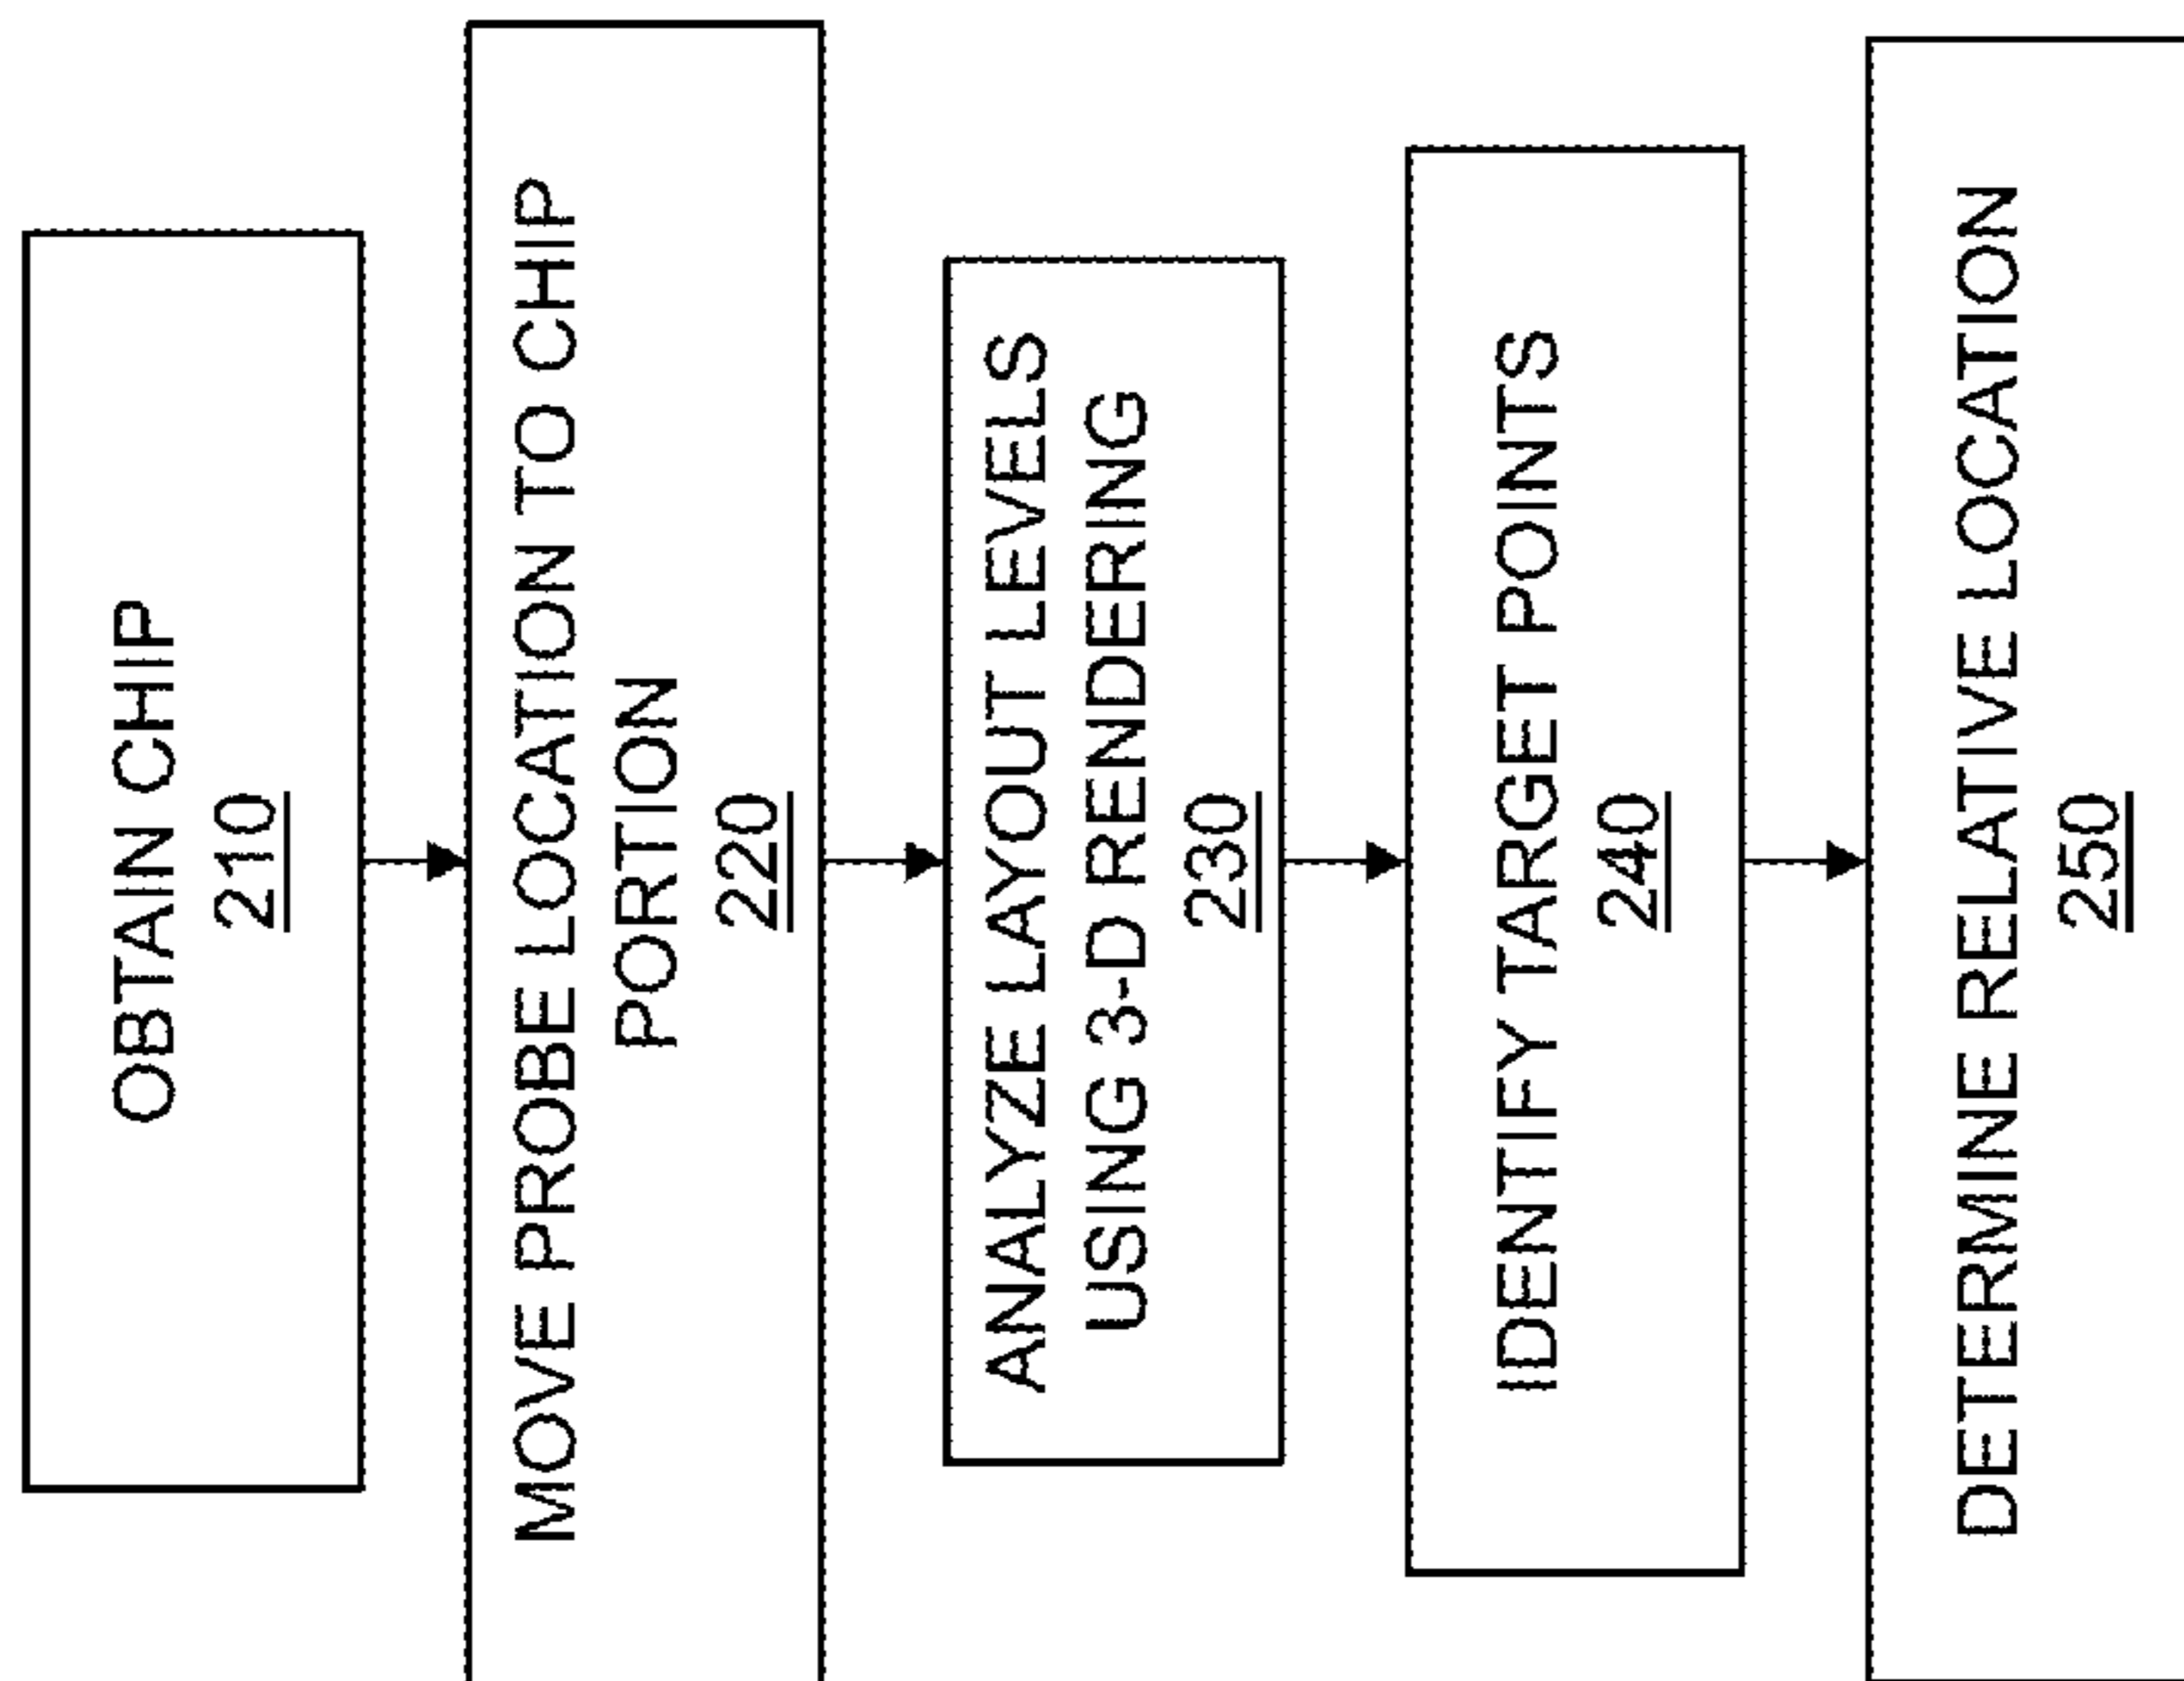 OBTAIN CHIP
210
MOVE PROBE LOCATION TO CHIP
PORTION
220
ANALYZE LAYOUT LEVELS
USING 3-D RENDERING
230
IDENTIFY TARGET POINTS
240
DETERMINE RELATIVE LOCATION
250